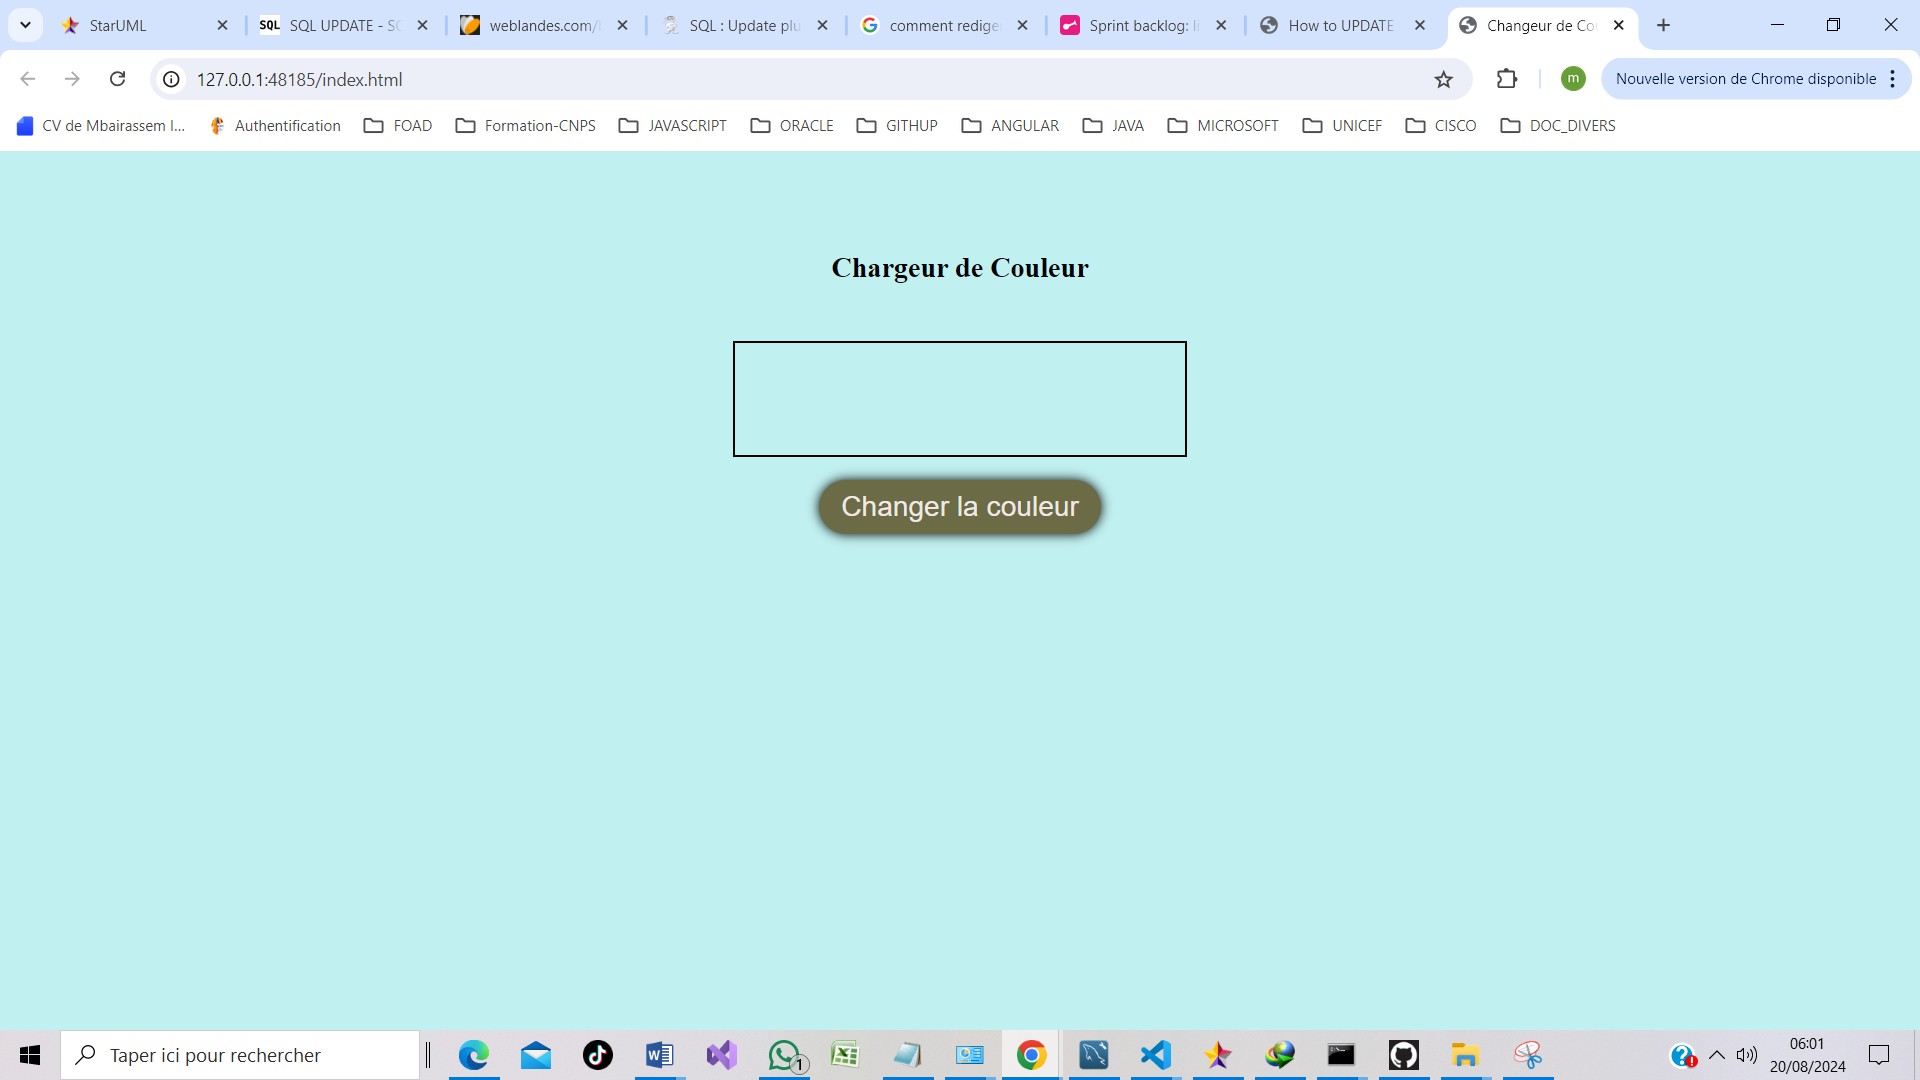 StarUML
SQL SQL UPDATE - SQ
weblandes.com/
SQL : Update plu
comment redige
Sprint backlog: l
How to UPDATE
Changeur de Co
127.0.0.1:48185/index.html
m
Nouvelle version de Chrome disponible
CV de Mbairassem I...
Authentification
FOAD
Formation-CNPS
JAVASCRIPT
ORACLE
GITHUP
ANGULAR
JAVA
MICROSOFT
UNICEF
CISCO
DOC_DIVERS
Chargeur de Couleur
Changer la couleur
Taper ici pour rechercher
1
06:01
20/08/2024